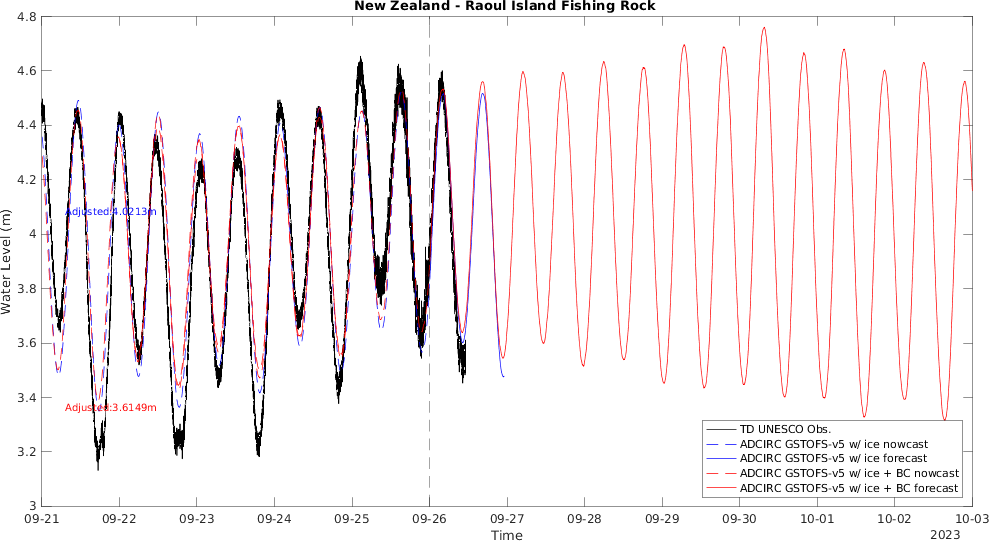 New Zealand - Raoul Island Fishing Rock
4.8
4.6
4.4
4.2
4
3.8
3.6
3.4
3.2
3
Water Level (m)
Adjusted:4.0213m
Adjusted:3.6149m
TD UNESCO Obs.
ADCIRC GSTOFS-v5 w/ ice nowcast
ADCIRC GSTOFS-v5 w/ ice forecast
ADCIRC GSTOFS-v5 w/ ice + BC nowcast
ADCIRC GSTOFS-v5 w/ ice + BC forecast
09-21 09-22 09-23 09-24 09-25 09-26 09-27 09-28 09-29 09-30 10-01 10-02 10-03
Time
2023